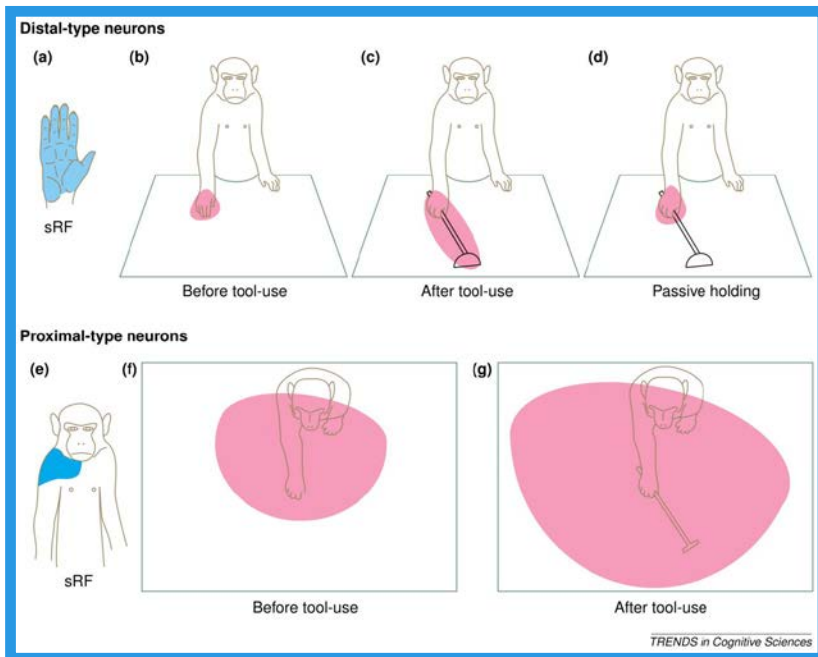 Distal-type neurons
(a)
(b)
(c)
(d)
sRF
Before tool-use
After tool-use
Passive holding
Proximal-type neurons
(e)
(f)
(g)
sRF
Before tool-use
After tool-use
TRENDS in Cognitive Sciences